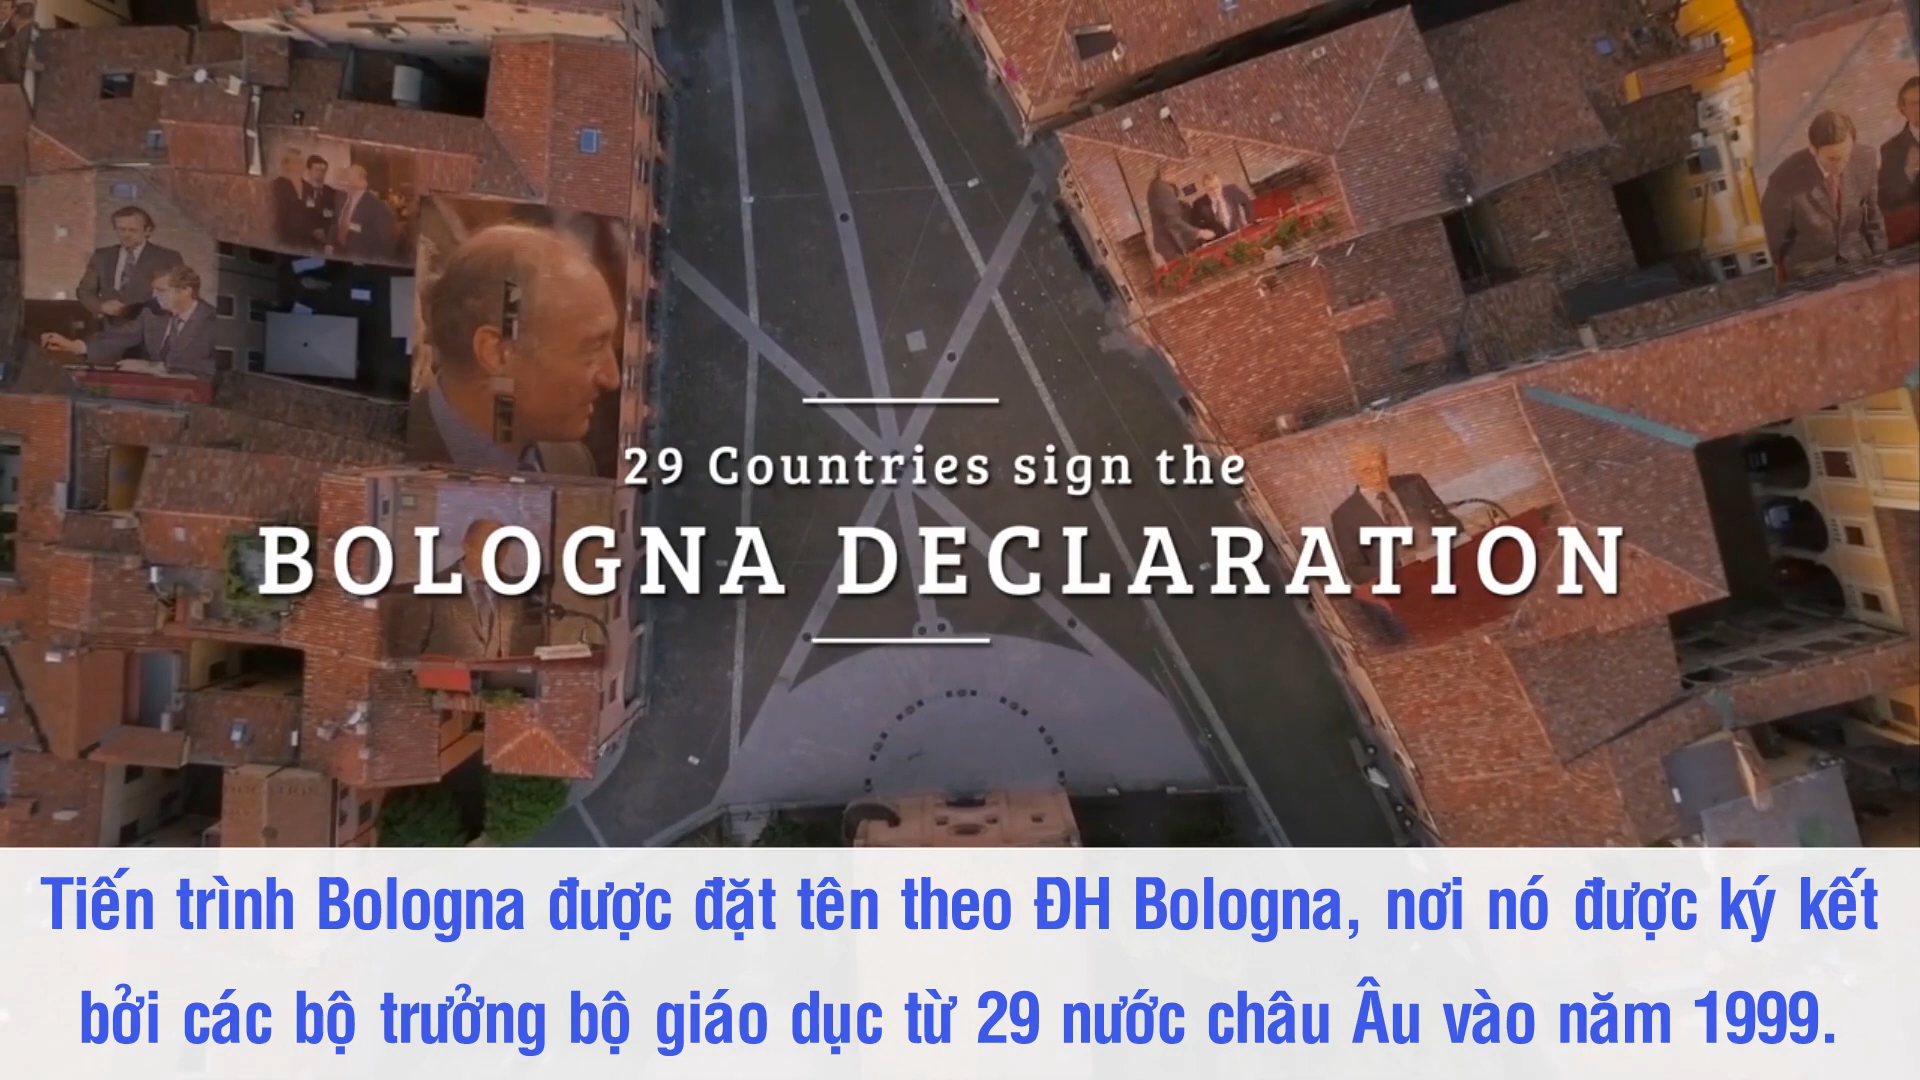 29 Countries sign the
BOLOGNA DECLARATION
Tiến trình Bologna được đặt tên theo ĐH Bologna, nơi nó được ký kết
bởi các bộ trưởng bộ giáo dục từ 29 nước châu Âu vào năm 1999.